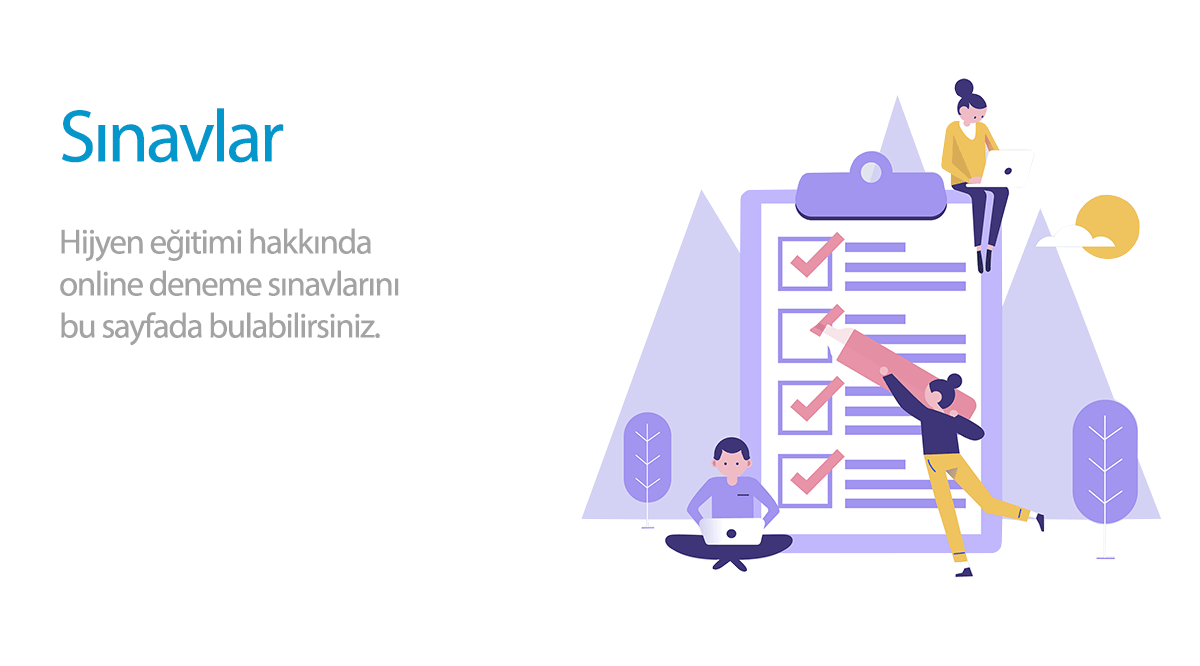 Sınavlar
Hijyen eğitimi hakkında
online deneme sınavlarını
bu sayfada bulabilirsiniz.